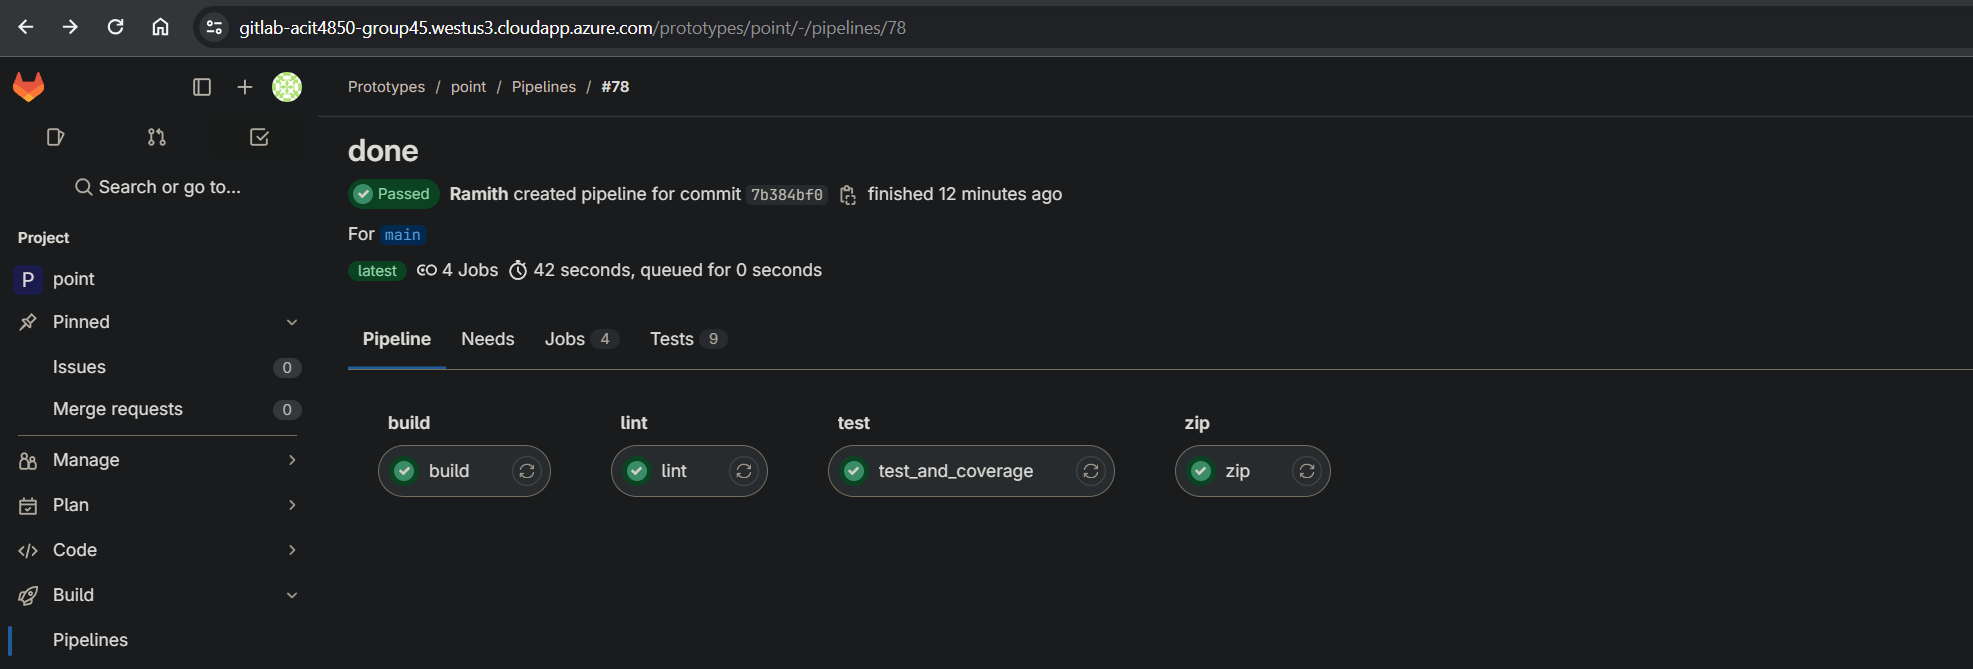 gitlab-acit4850-group45.westus3.cloudapp.azure.com/prototypes/point/-/pipelines/78
Prototypes / point / Pipelines / #78
Search or go to...
Project
P point
Pinned
Issues 0
Merge requests 0
Manage
Plan
Code
Build
Pipelines
done
Passed Ramith created pipeline for commit 7b384bf0 finished 12 minutes ago
For main
latest 4 Jobs 42 seconds, queued for 0 seconds
Pipeline Needs Jobs 4 Tests 9
build lint test zip
build lint test_and_coverage zip